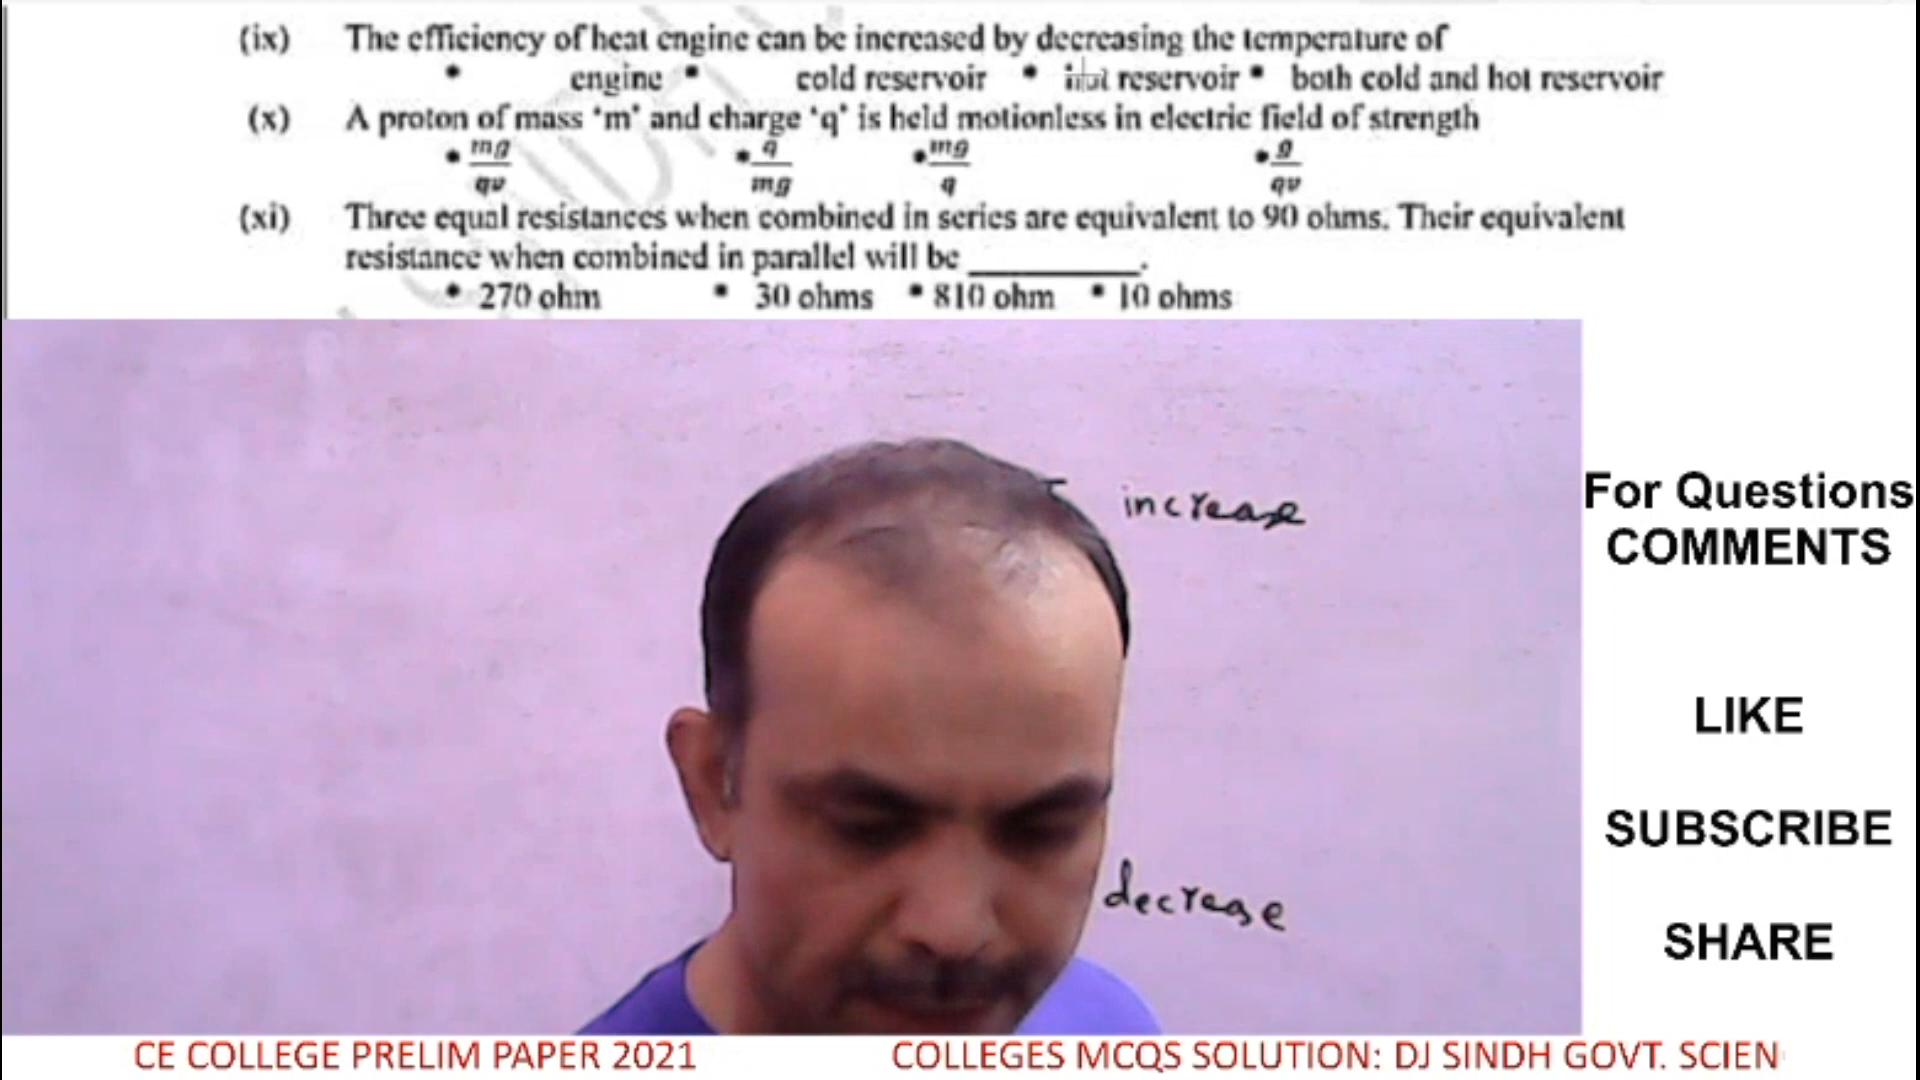 (ix) The efficiency of heat engine can be increased by decreasing the temperature of
• engine • cold reservoir • hot reservoir • both cold and hot reservoir
(x) A proton of mass ‘m’ and charge ‘q’ is held motionless in electric field of strength
• mg/qv • q/mg • mg/q • g/qv
(xi) Three equal resistances when combined in series are equivalent to 90 ohms. Their equivalent
resistance when combined in parallel will be __________.
• 270 ohm • 30 ohms • 810 ohm • 10 ohms
increase
decrease
For Questions
COMMENTS
LIKE
SUBSCRIBE
SHARE
CE COLLEGE PRELIM PAPER 2021 COLLEGES MCQS SOLUTION: DJ SINDH GOVT. SCIEN